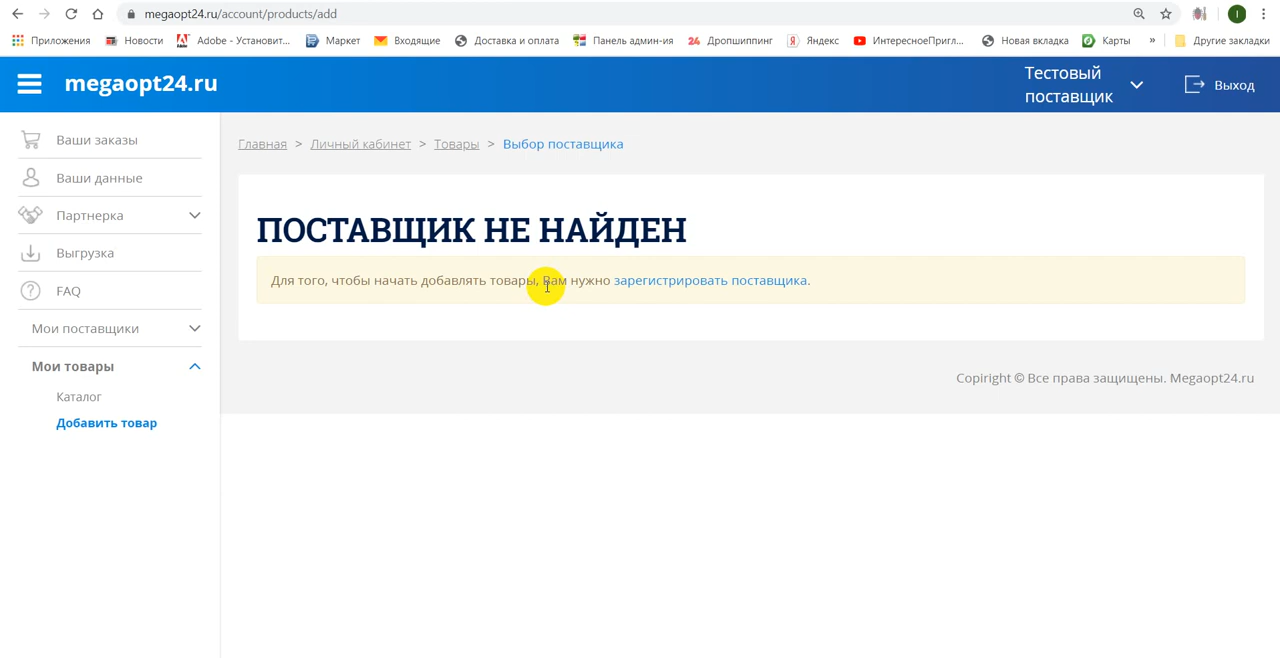 megaopt24.ru/account/products/add
I
Приложения Новости Adobe - Установит... Маркет Входящие Доставка и оплата Панель админ-ия 24 Дропшиппинг Я Яндекс ИнтересноеПригл... Новая вкладка Карты » Другие закладки
megaopt24.ru
Тестовый
поставщик
Выход
Ваши заказы
Ваши данные
Партнерка
Выгрузка
? FAQ
Мои поставщики
Мои товары
Каталог
Добавить товар
Главная > Личный кабинет > Товары > Выбор поставщика
ПОСТАВЩИК НЕ НАЙДЕН
Для того, чтобы начать добавлять товары, Вам нужно зарегистрировать поставщика.
Copiright © Все права защищены. Megaopt24.ru